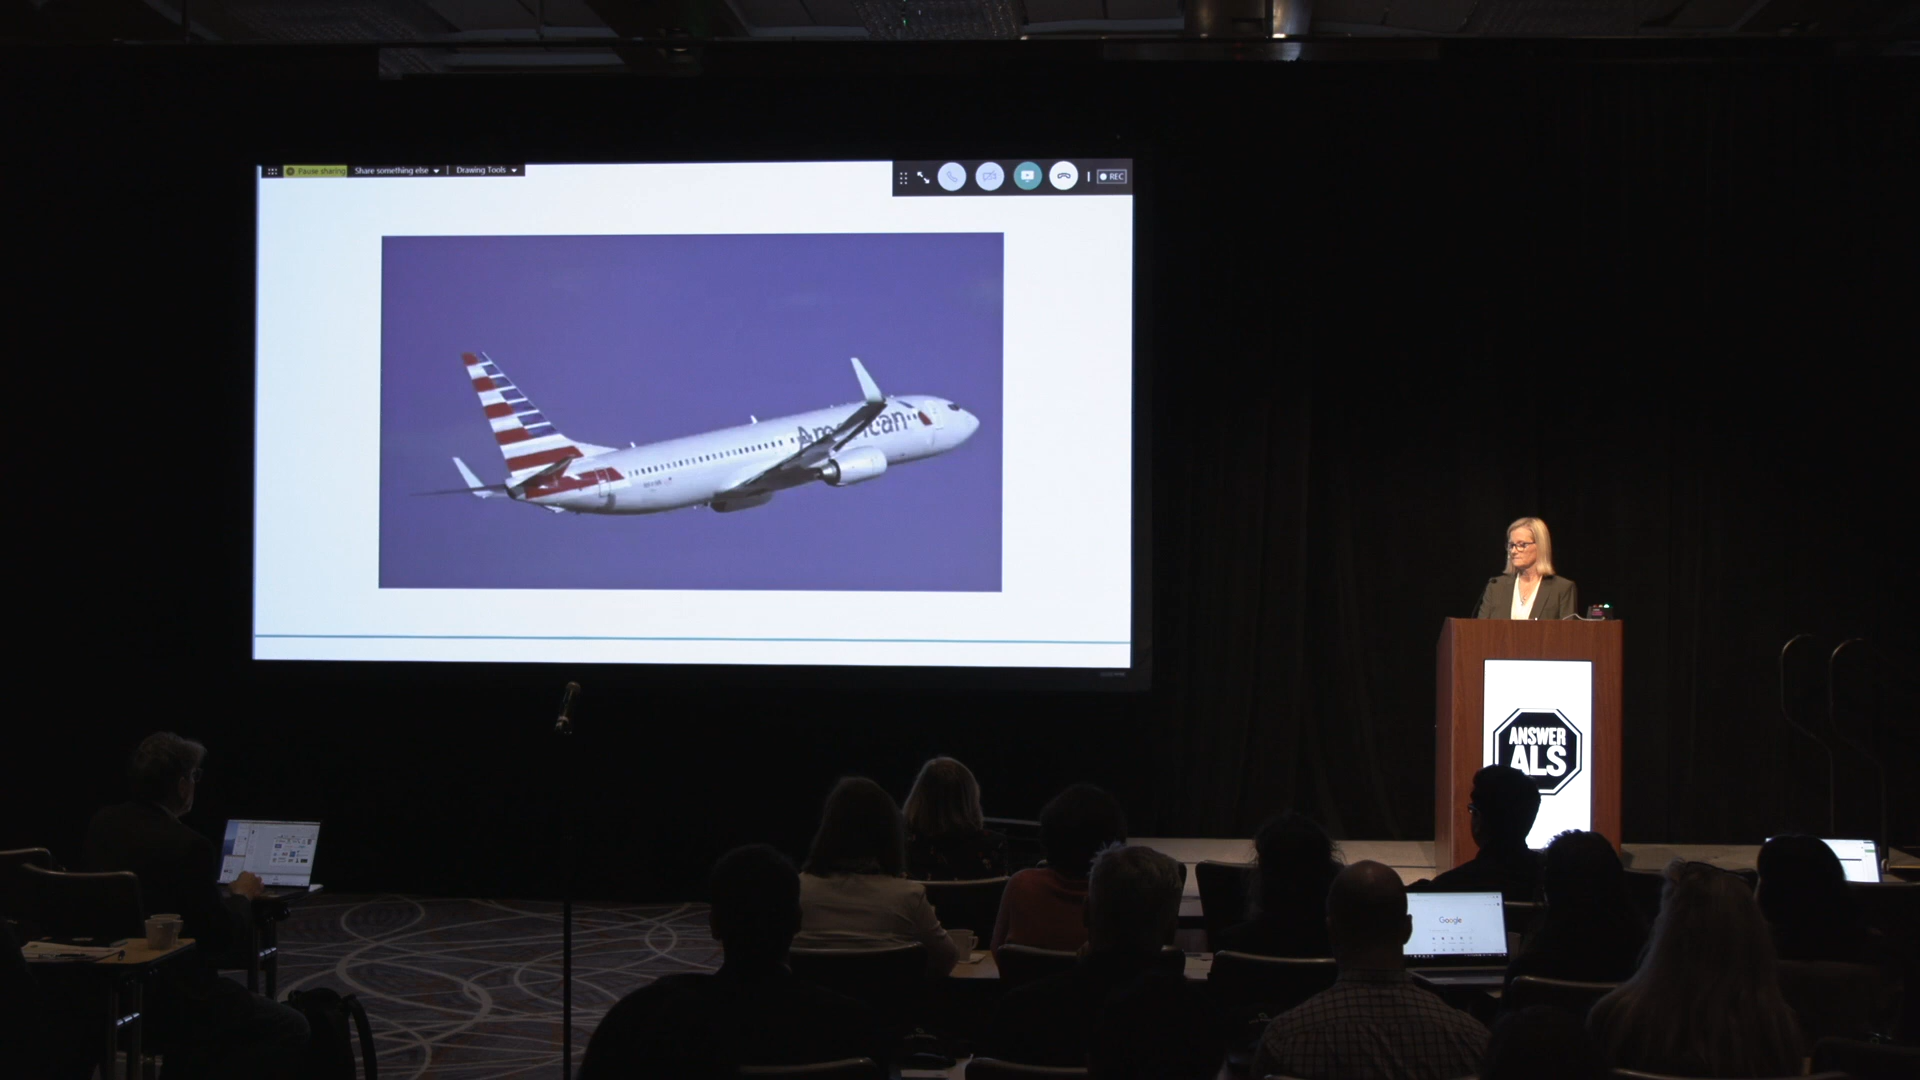 Pause sharing
Share something else
Drawing Tools
REC
American
ANSWER
ALS
Google